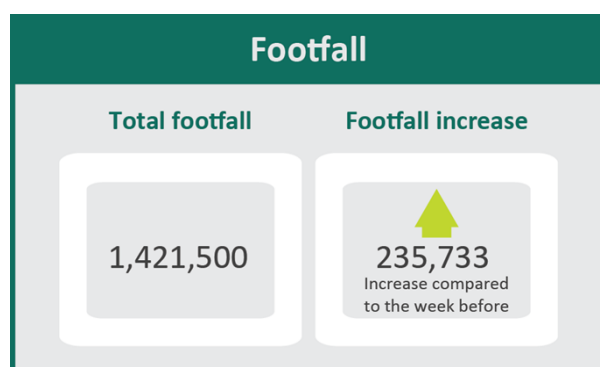 Footfall
Total footfall
Footfall increase
1,421,500
235,733
Increase compared
to the week before